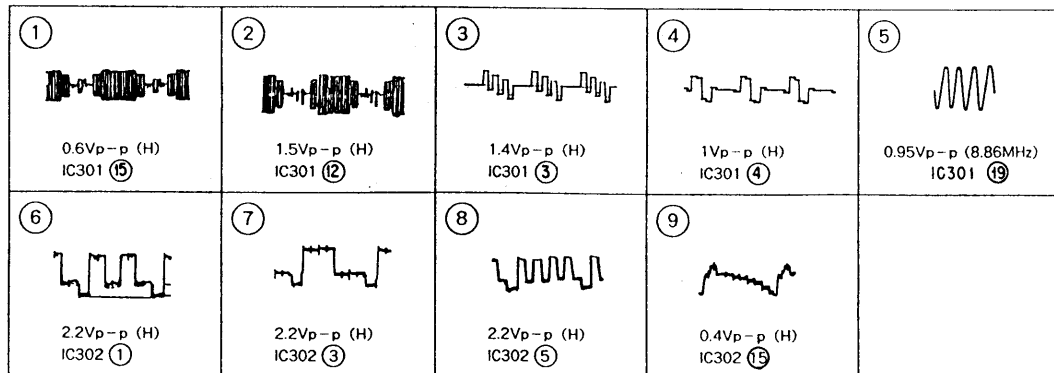 ①
0.6Vp-p (H)
IC301 ⑮
②
1.5Vp-p (H)
IC301 ⑫
③
1.4Vp-p (H)
IC301 ③
④
1Vp-p (H)
IC301 ④
⑤
0.95Vp-p (8.86MHz)
IC301 ⑲
⑥
2.2Vp-p (H)
IC302 ①
⑦
2.2Vp-p (H)
IC302 ③
⑧
2.2Vp-p (H)
IC302 ⑤
⑨
0.4Vp-p (H)
IC302 ⑮